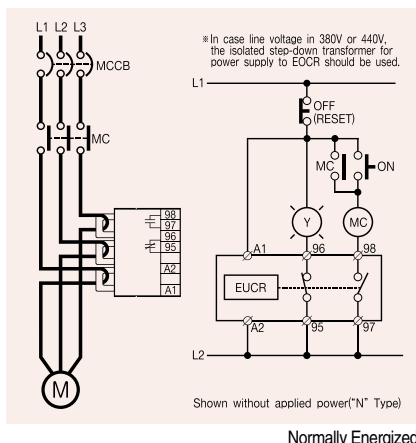 L1 L2 L3
MCCB
MC
98
97
96
95
A2
A1
M
※In case line voltage in 380V or 440V,
the isolated step-down transformer for
power supply to EOCR should be used.
L1
OFF
(RESET)
MC
ON
Y
MC
A1
96
98
EUCR
A2
95
97
L2
Shown without applied power("N" Type)
Normally Energized